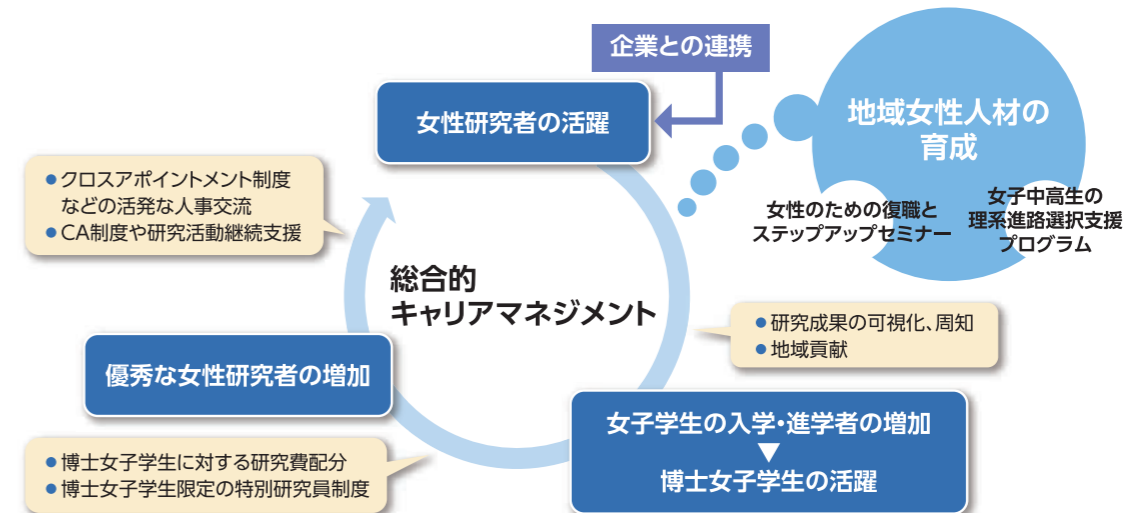 企業との連携
女性研究者の活躍
地域女性人材の
育成
女性のための復職と
ステップアップセミナー
女子中高生の
理系進路選択支援
プログラム
●クロスアポイントメント制度
などの活発な人事交流
●CA制度や研究活動継続支援
総合的
キャリアマネジメント
●研究成果の可視化、周知
●地域貢献
優秀な女性研究者の増加
女子学生の入学・進学者の増加
▼
博士女子学生の活躍
●博士女子学生に対する研究費配分
●博士女子学生限定の特別研究員制度